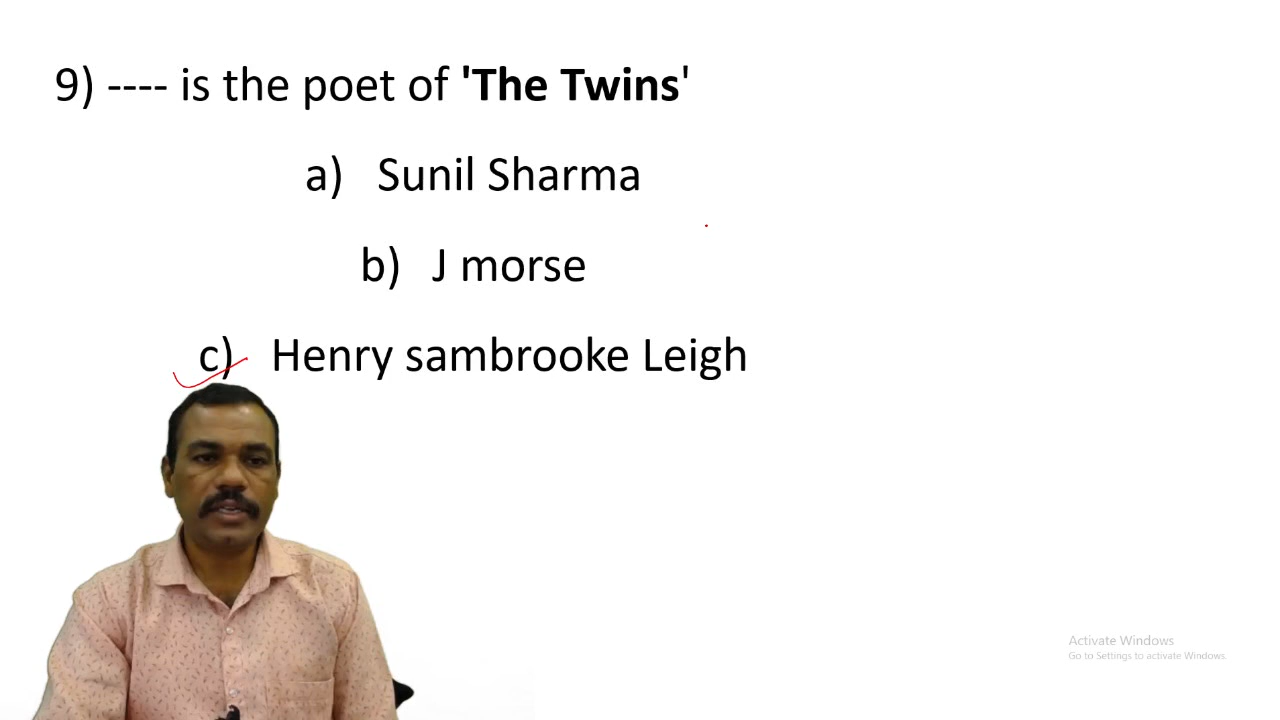 9) ---- is the poet of 'The Twins'
a) Sunil Sharma
b) J morse
c) Henry sambrooke Leigh
Activate Windows
Go to Settings to activate Windows.